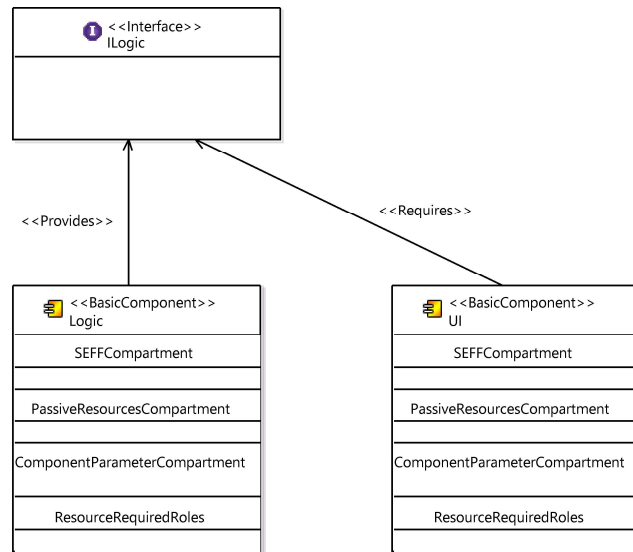 <<Interface>>
ILogic
<<Provides>>
<<Requires>>
<<BasicComponent>>
Logic
SEFFCompartment
PassiveResourcesCompartment
ComponentParameterCompartment
ResourceRequiredRoles
<<BasicComponent>>
UI
SEFFCompartment
PassiveResourcesCompartment
ComponentParameterCompartment
ResourceRequiredRoles